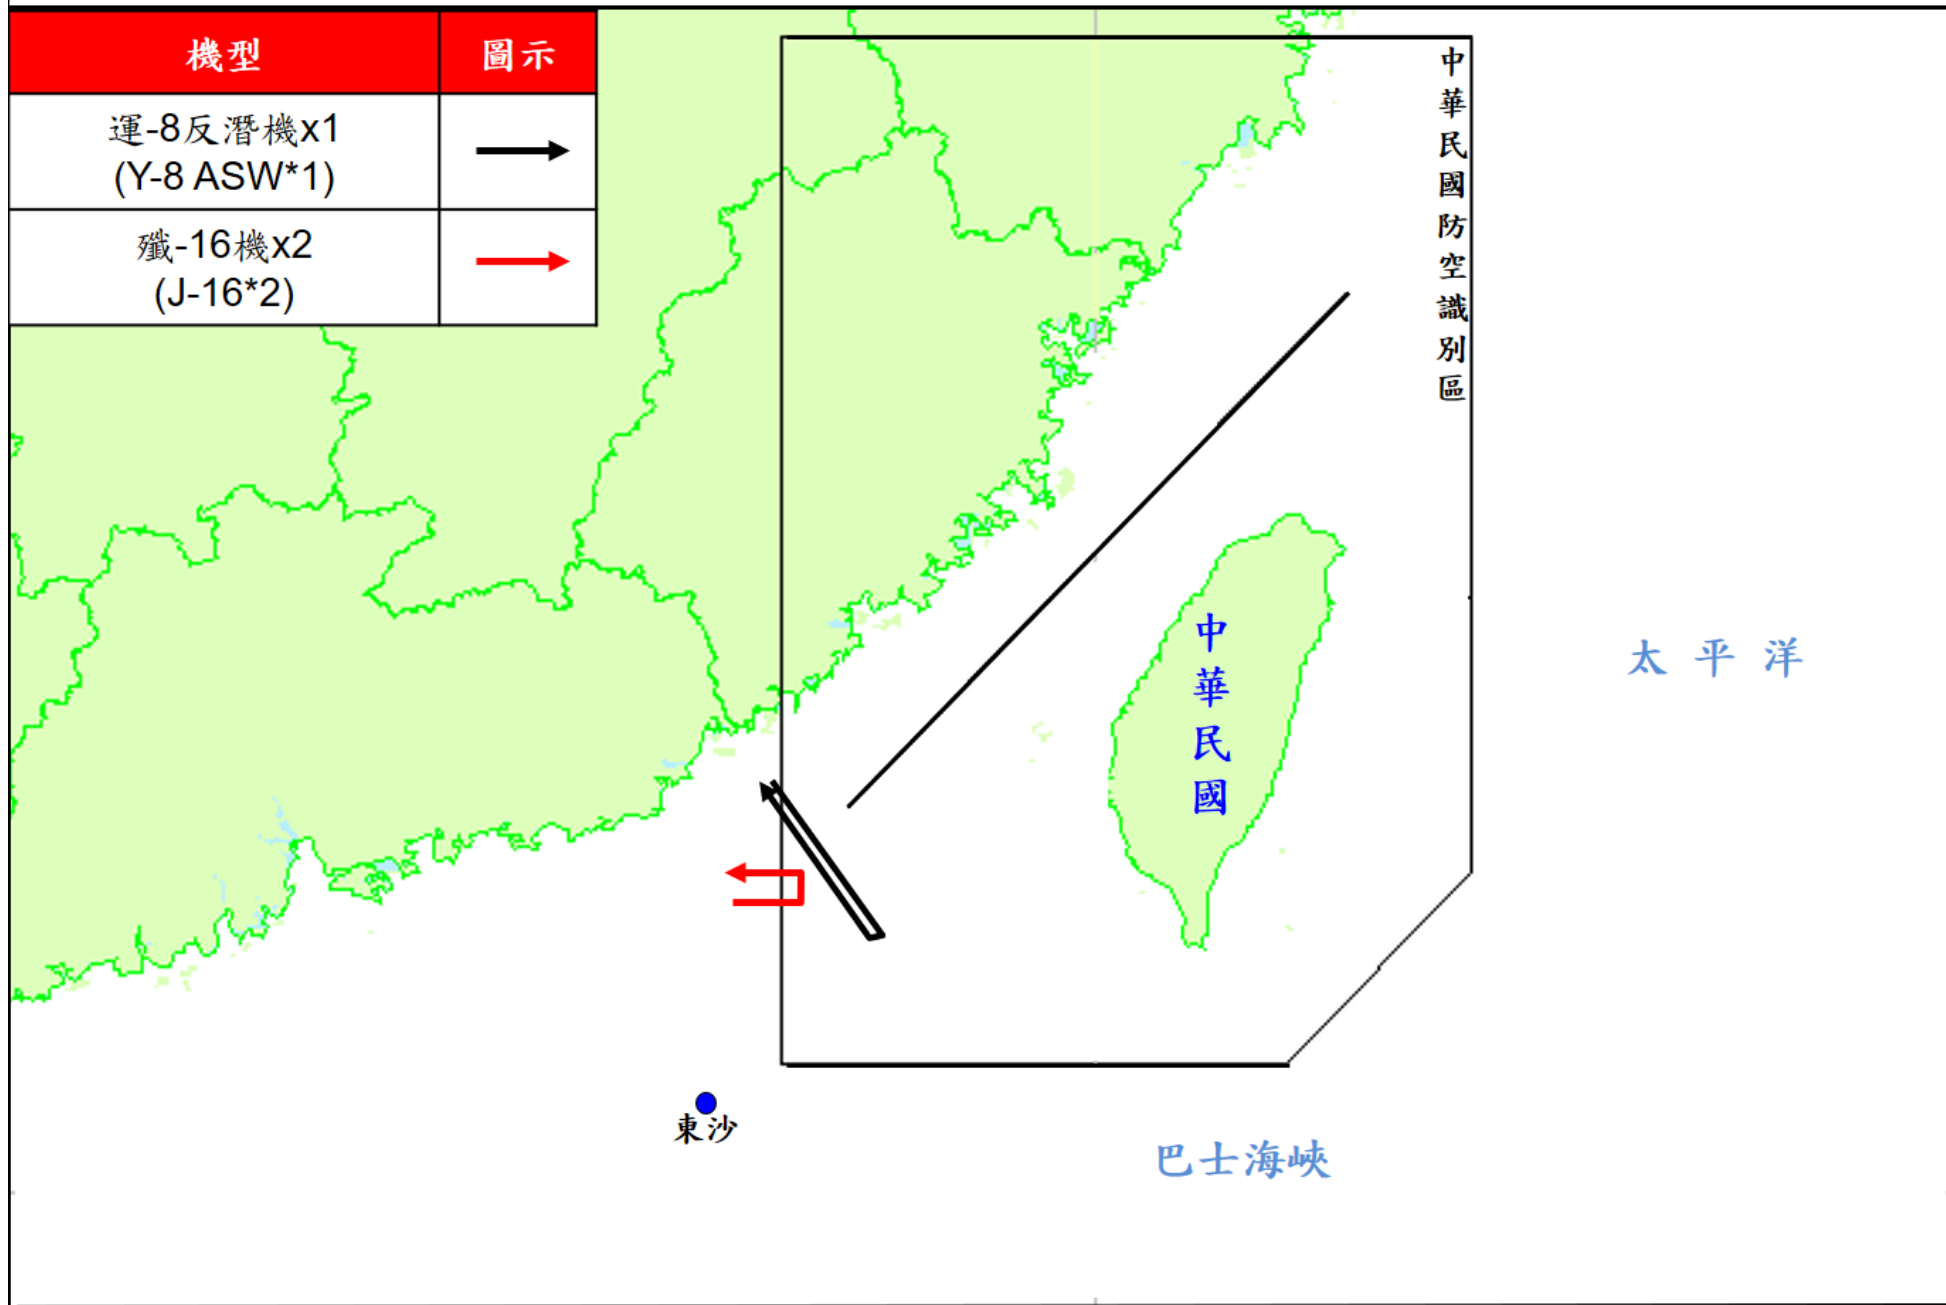 機型
圖示
運-8反潛機x1
(Y-8 ASW*1)
殲-16機x2
(J-16*2)
中華民國防空識別區
中華民國
太平洋
東沙
巴士海峽